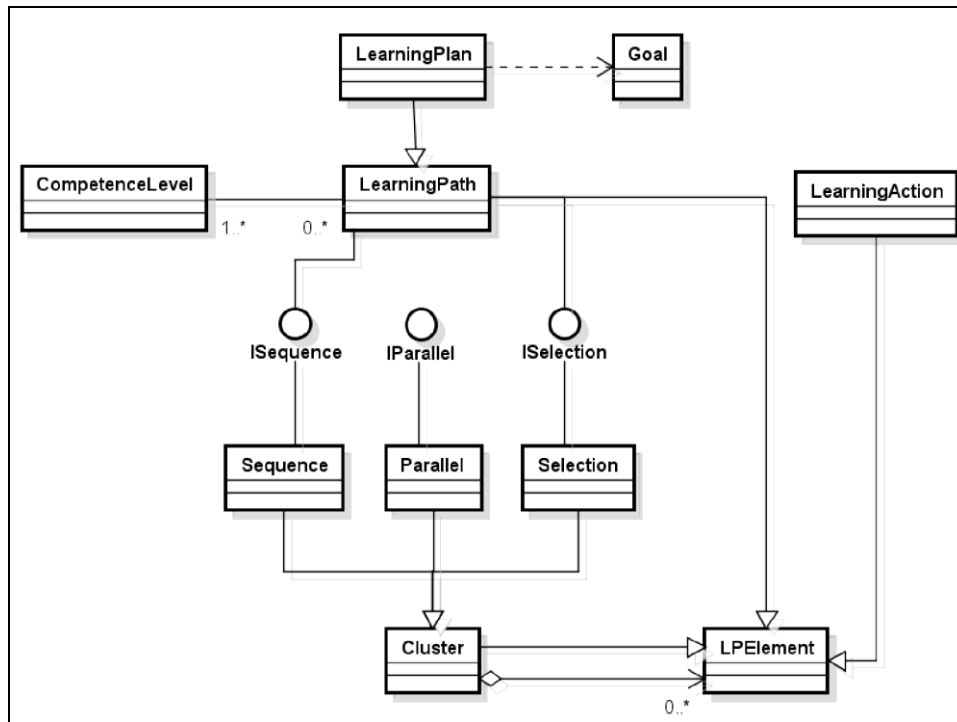 LearningPlan
Goal
CompetenceLevel
LearningPath
LearningAction
1..*
0..*
ISequence
IParallel
ISelection
Sequence
Parallel
Selection
Cluster
LPElement
0..*